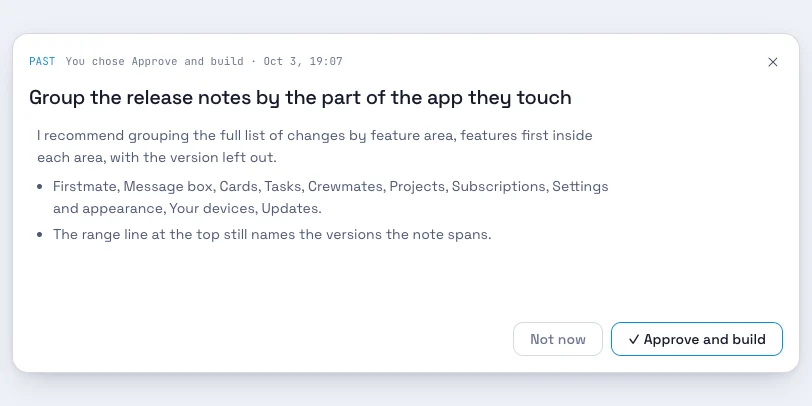 PAST You chose Approve and build · Oct 3, 19:07
Group the release notes by the part of the app they touch
I recommend grouping the full list of changes by feature area, features first inside
each area, with the version left out.
• Firstmate, Message box, Cards, Tasks, Crewmates, Projects, Subscriptions, Settings
and appearance, Your devices, Updates.
• The range line at the top still names the versions the note spans.
Not now
✓ Approve and build